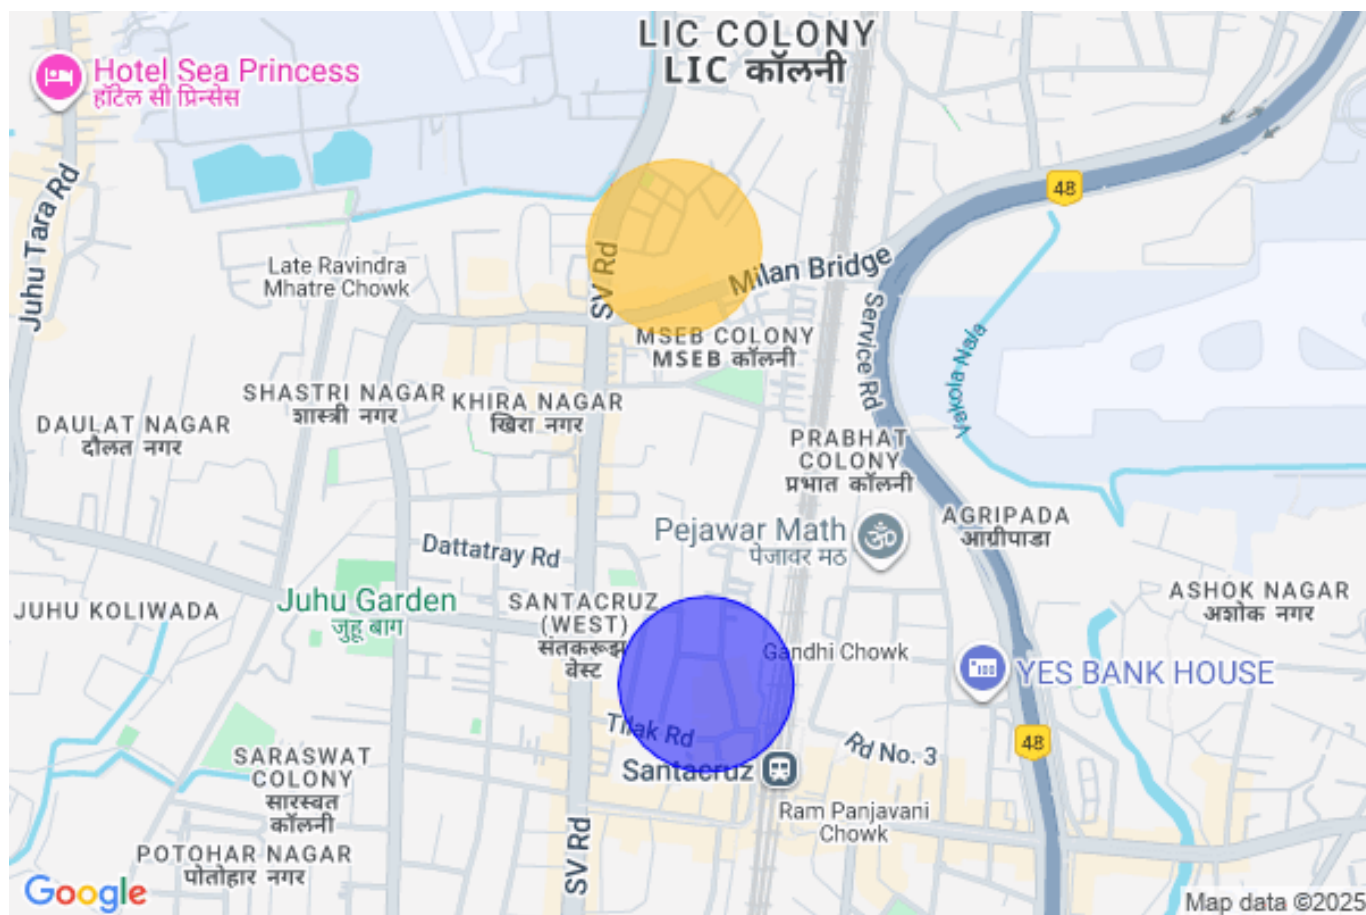 LIC COLONY
LIC कॉलनी
Hotel Sea Princess
हॉटेल सी प्रिन्सेस
Juhu Tara Rd
48
SV Rd
Milan Bridge
Late Ravindra
Mhatre Chowk
Service Rd
Vakola Nala
MSEB COLONY
MSEB कॉलनी
SHASTRI NAGAR
शास्त्री नगर
KHIRA NAGAR
खिरा नगर
DAULAT NAGAR
दौलत नगर
PRABHAT
COLONY
प्रभात कॉलनी
AGRIPADA
आग्रीपाडा
Pejawar Math
पेजावर मठ
Dattatray Rd
ASHOK NAGAR
अशोक नगर
JUHU KOLIWADA
Juhu Garden
जुहू बाग
SANTACRUZ
(WEST)
संतकरूझ
वेस्ट
Gandhi Chowk
YES BANK HOUSE
Tilak Rd
48
Rd No. 3
SARASWAT
COLONY
सारस्वत
कॉलनी
Santacruz
Ram Panjavani
Chowk
SV Rd
POTOHAR NAGAR
पोतोहार नगर
Google
Map data ©2025